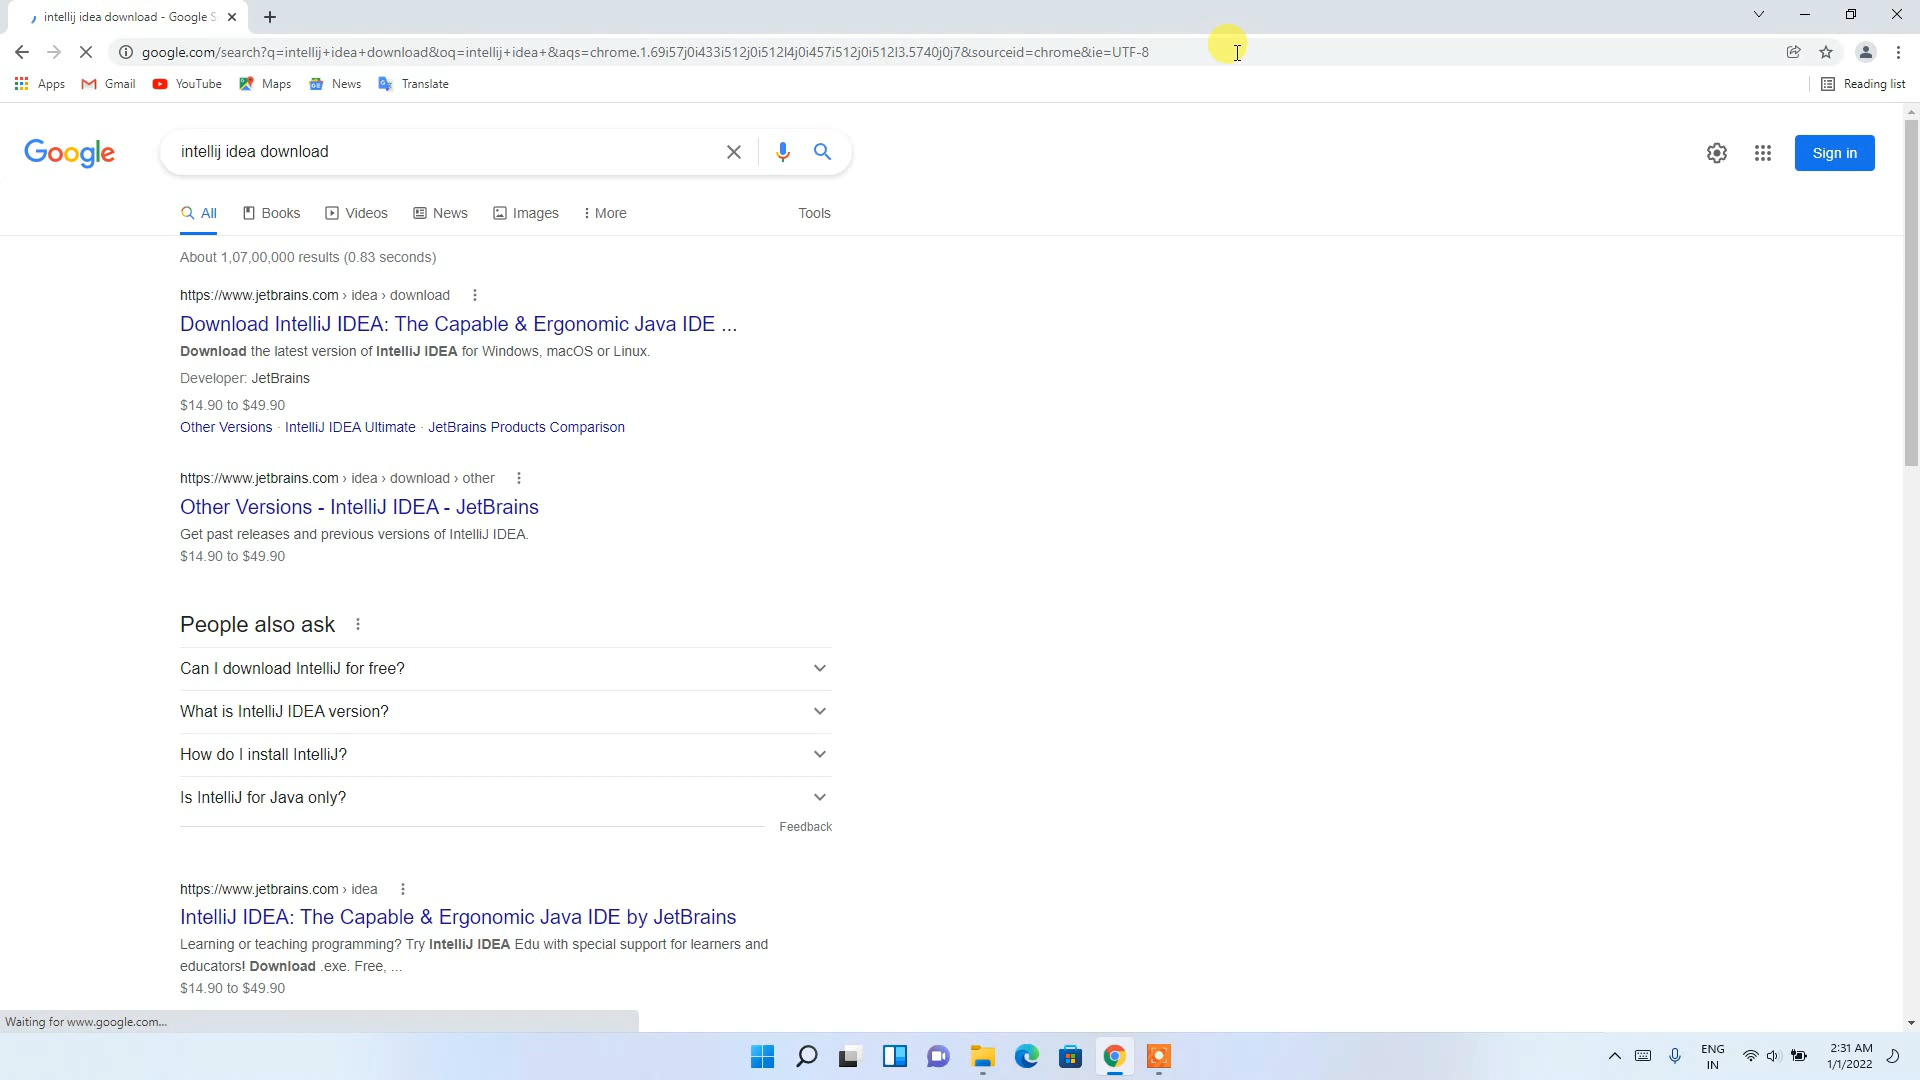 intellij idea download - Google S
google.com/search?q=intellij+idea+download&oq=intellij+idea+&aqs=chrome.1.69i57j0i433i512j0i512l4j0i457i512j0i512l3.5740j0j7&sourceid=chrome&ie=UTF-8
Apps Gmail YouTube Maps News Translate Reading list
Google intellij idea download Sign in
All Books Videos News Images More Tools
About 1,07,00,000 results (0.83 seconds)
https://www.jetbrains.com › idea › download
Download IntelliJ IDEA: The Capable & Ergonomic Java IDE ...
Download the latest version of IntelliJ IDEA for Windows, macOS or Linux.
Developer: JetBrains
$14.90 to $49.90
Other Versions · IntelliJ IDEA Ultimate · JetBrains Products Comparison
https://www.jetbrains.com › idea › download › other
Other Versions - IntelliJ IDEA - JetBrains
Get past releases and previous versions of IntelliJ IDEA.
$14.90 to $49.90
People also ask
Can I download IntelliJ for free?
What is IntelliJ IDEA version?
How do I install IntelliJ?
Is IntelliJ for Java only?
Feedback
https://www.jetbrains.com › idea
IntelliJ IDEA: The Capable & Ergonomic Java IDE by JetBrains
Learning or teaching programming? Try IntelliJ IDEA Edu with special support for learners and
educators! Download .exe. Free, ...
$14.90 to $49.90
Waiting for www.google.com...
ENG 2:31 AM
IN 1/1/2022